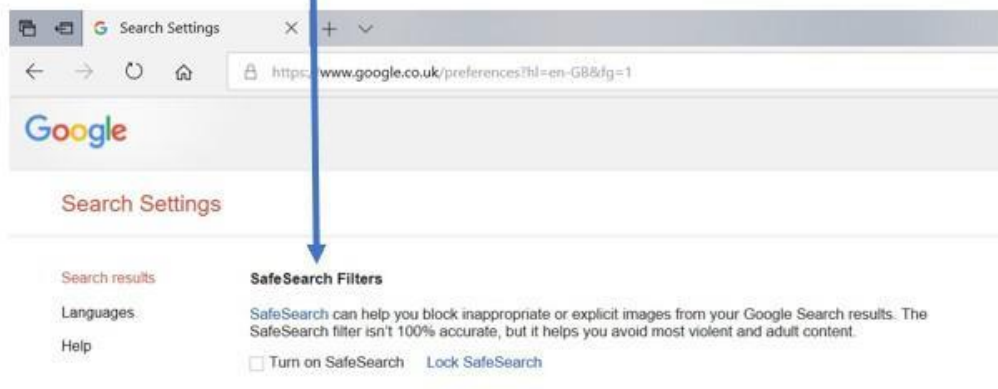 Search Settings
https://www.google.co.uk/preferences?hl=en-GB&fg=1
Google
Search Settings
Search results
Languages
Help
SafeSearch Filters
SafeSearch can help you block inappropriate or explicit images from your Google Search results. The
SafeSearch filter isn't 100% accurate, but it helps you avoid most violent and adult content.
Turn on SafeSearch Lock SafeSearch